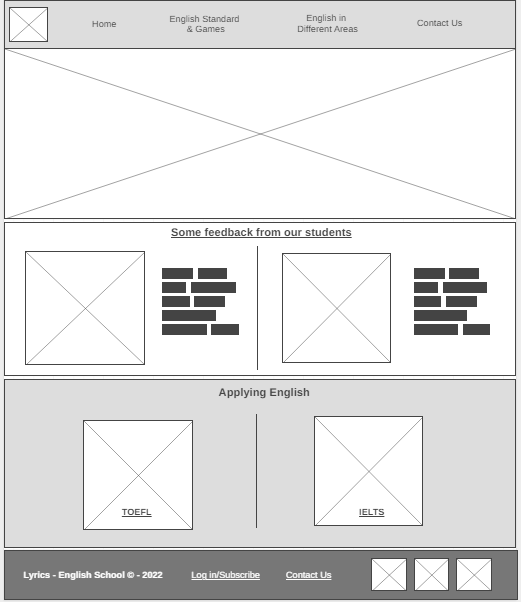 Home
English Standard
& Games
English in
Different Areas
Contact Us
Some feedback from our students
Applying English
TOEFL
IELTS
Lyrics - English School © - 2022
Log in/Subscribe
Contact Us